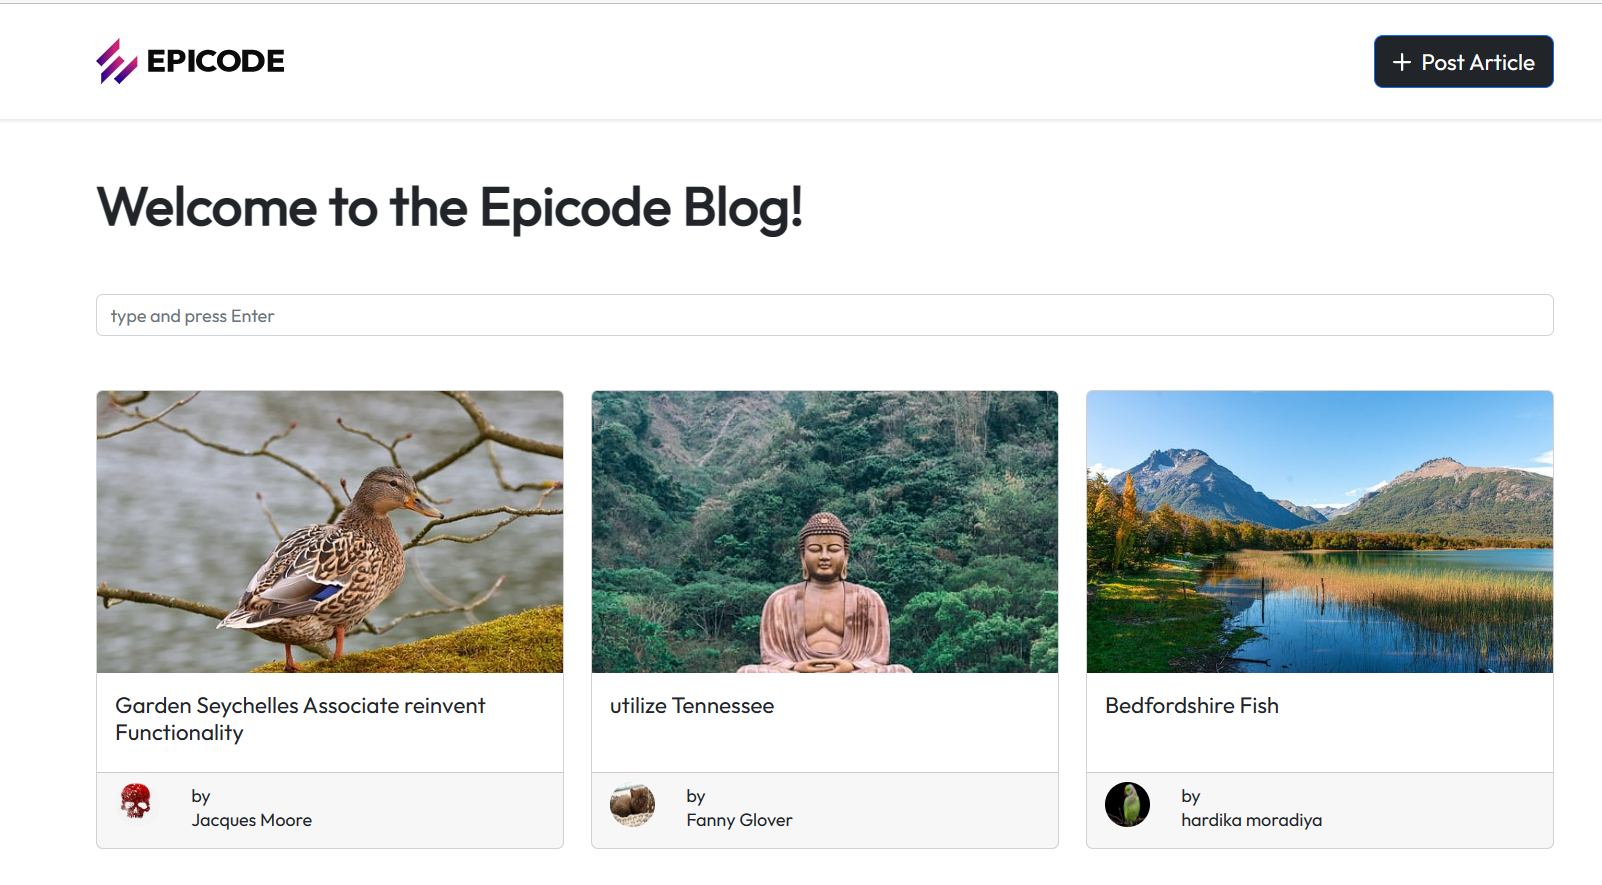 EPICODE
+ Post Article
Welcome to the Epicode Blog!
type and press Enter
Garden Seychelles Associate reinvent
Functionality
by
Jacques Moore
utilize Tennessee
by
Fanny Glover
Bedfordshire Fish
by
hardika moradiya